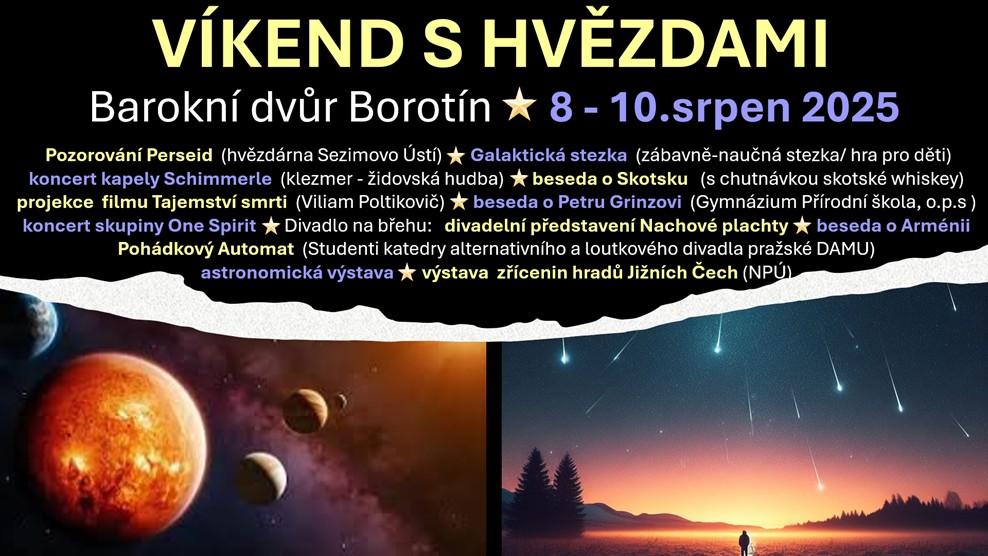 VÍKEND S HVĚZDAMI
Barokní dvůr Borotín ⭐ 8 - 10.srpen 2025
Pozorování Perseid (hvězdárna Sezimovo Ústí) ⭐ Galaktická stezka (zábavně-naučná stezka/ hra pro děti)
koncert kapely Schimmerle (klezmer - židovská hudba) ⭐ beseda o Skotsku (s chutnávkou skotské whiskey)
projekce filmu Tajemství smrti (Viliam Poltikovič) ⭐ beseda o Petru Grinzovi (Gymnázium Přírodní škola, o.p.s )
koncert skupiny One Spirit ⭐ Divadlo na břehu: divadelní představení Nachové plachty ⭐ beseda o Arménii
Pohádkový Automat (Studenti katedry alternativního a loutkového divadla pražské DAMU)
astronomická výstava ⭐ výstava zřícenin hradů Jižních Čech (NPÚ)